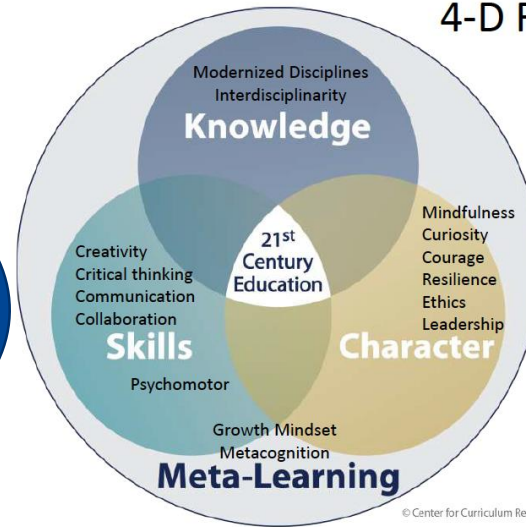 4-D
Modernized Disciplines
Interdisciplinarity
Knowledge
21st
Century
Education
Mindfulness
Curiosity
Courage
Resilience
Ethics
Leadership
Character
Creativity
Critical thinking
Communication
Collaboration
Skills
Psychomotor
Growth Mindset
Metacognition
Meta-Learning
© Center for Curriculum Re